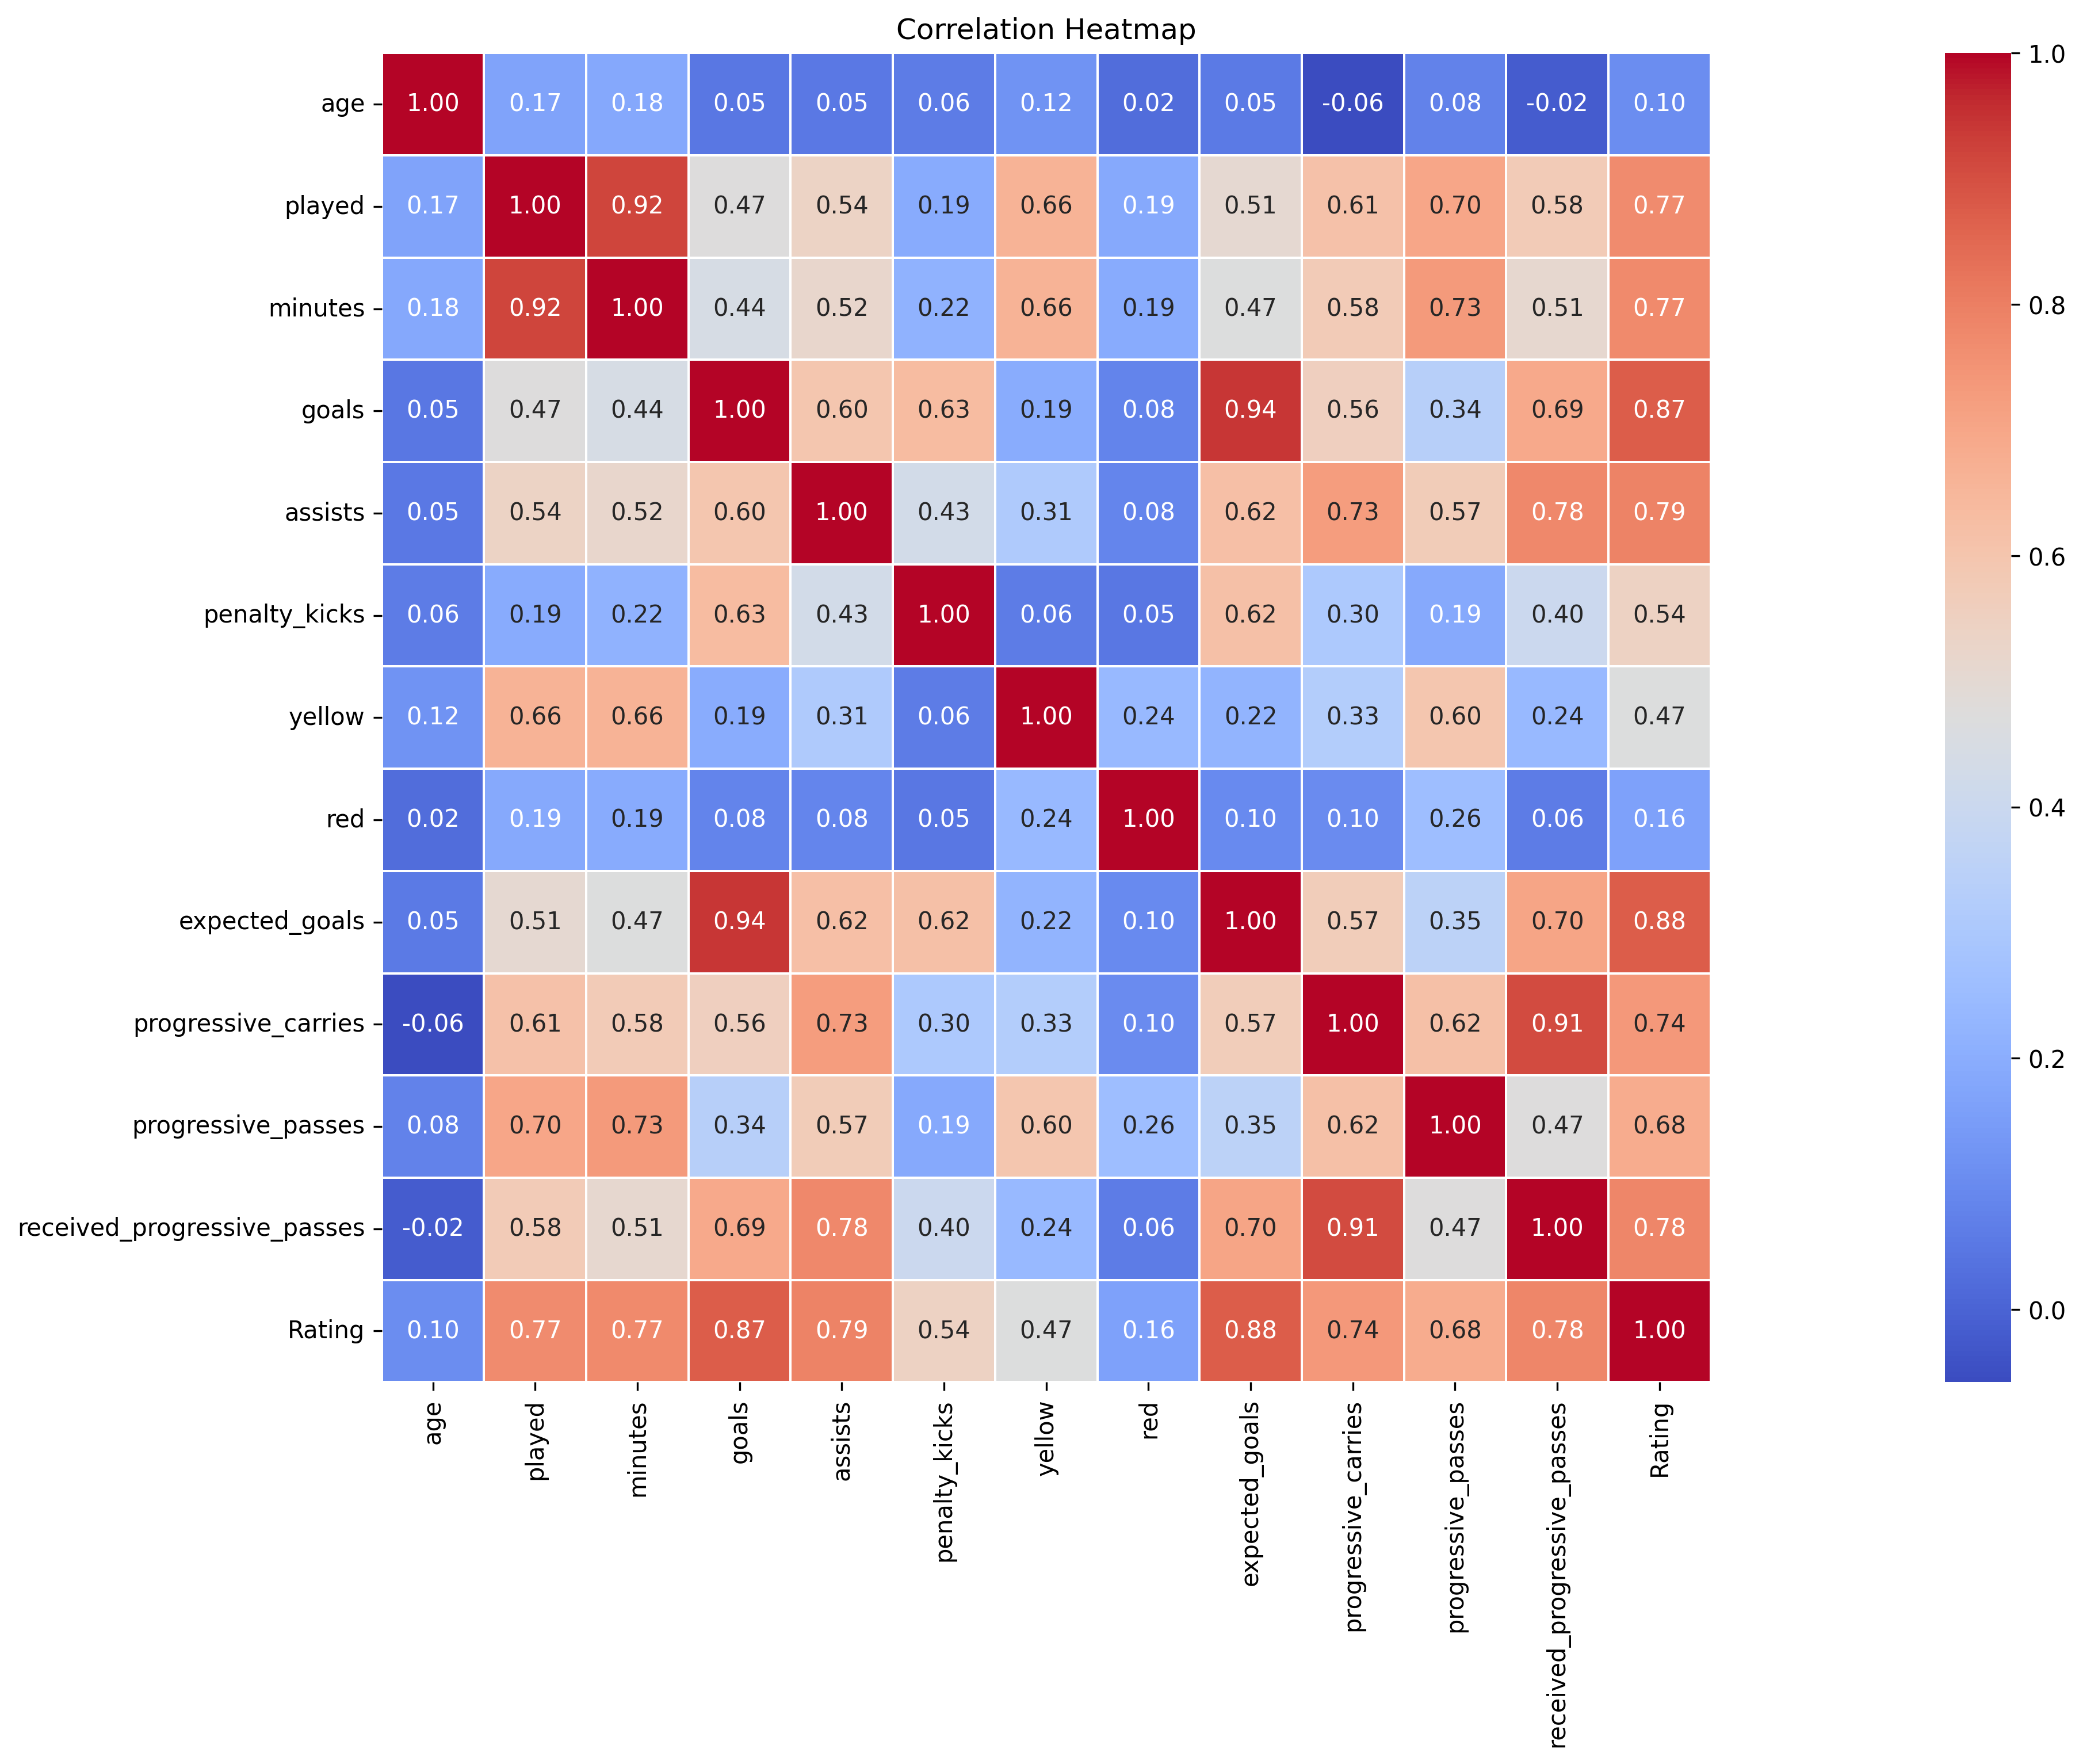 Correlation Heatmap
age 1.00 0.17 0.18 0.05 0.05 0.06 0.12 0.02 0.05 -0.06 0.08 -0.02 0.10
played 0.17 1.00 0.92 0.47 0.54 0.19 0.66 0.19 0.51 0.61 0.70 0.58 0.77
minutes 0.18 0.92 1.00 0.44 0.52 0.22 0.66 0.19 0.47 0.58 0.73 0.51 0.77
goals 0.05 0.47 0.44 1.00 0.60 0.63 0.19 0.08 0.94 0.56 0.34 0.69 0.87
assists 0.05 0.54 0.52 0.60 1.00 0.43 0.31 0.08 0.62 0.73 0.57 0.78 0.79
penalty_kicks 0.06 0.19 0.22 0.63 0.43 1.00 0.06 0.05 0.62 0.30 0.19 0.40 0.54
yellow 0.12 0.66 0.66 0.19 0.31 0.06 1.00 0.24 0.22 0.33 0.60 0.24 0.47
red 0.02 0.19 0.19 0.08 0.08 0.05 0.24 1.00 0.10 0.10 0.26 0.06 0.16
expected_goals 0.05 0.51 0.47 0.94 0.62 0.62 0.22 0.10 1.00 0.57 0.35 0.70 0.88
progressive_carries -0.06 0.61 0.58 0.56 0.73 0.30 0.33 0.10 0.57 1.00 0.62 0.91 0.74
progressive_passes 0.08 0.70 0.73 0.34 0.57 0.19 0.60 0.26 0.35 0.62 1.00 0.47 0.68
received_progressive_passes -0.02 0.58 0.51 0.69 0.78 0.40 0.24 0.06 0.70 0.91 0.47 1.00 0.78
Rating 0.10 0.77 0.77 0.87 0.79 0.54 0.47 0.16 0.88 0.74 0.68 0.78 1.00
age
played
minutes
goals
assists
penalty_kicks
yellow
red
expected_goals
progressive_carries
progressive_passes
received_progressive_passes
Rating
1.0
0.8
0.6
0.4
0.2
0.0